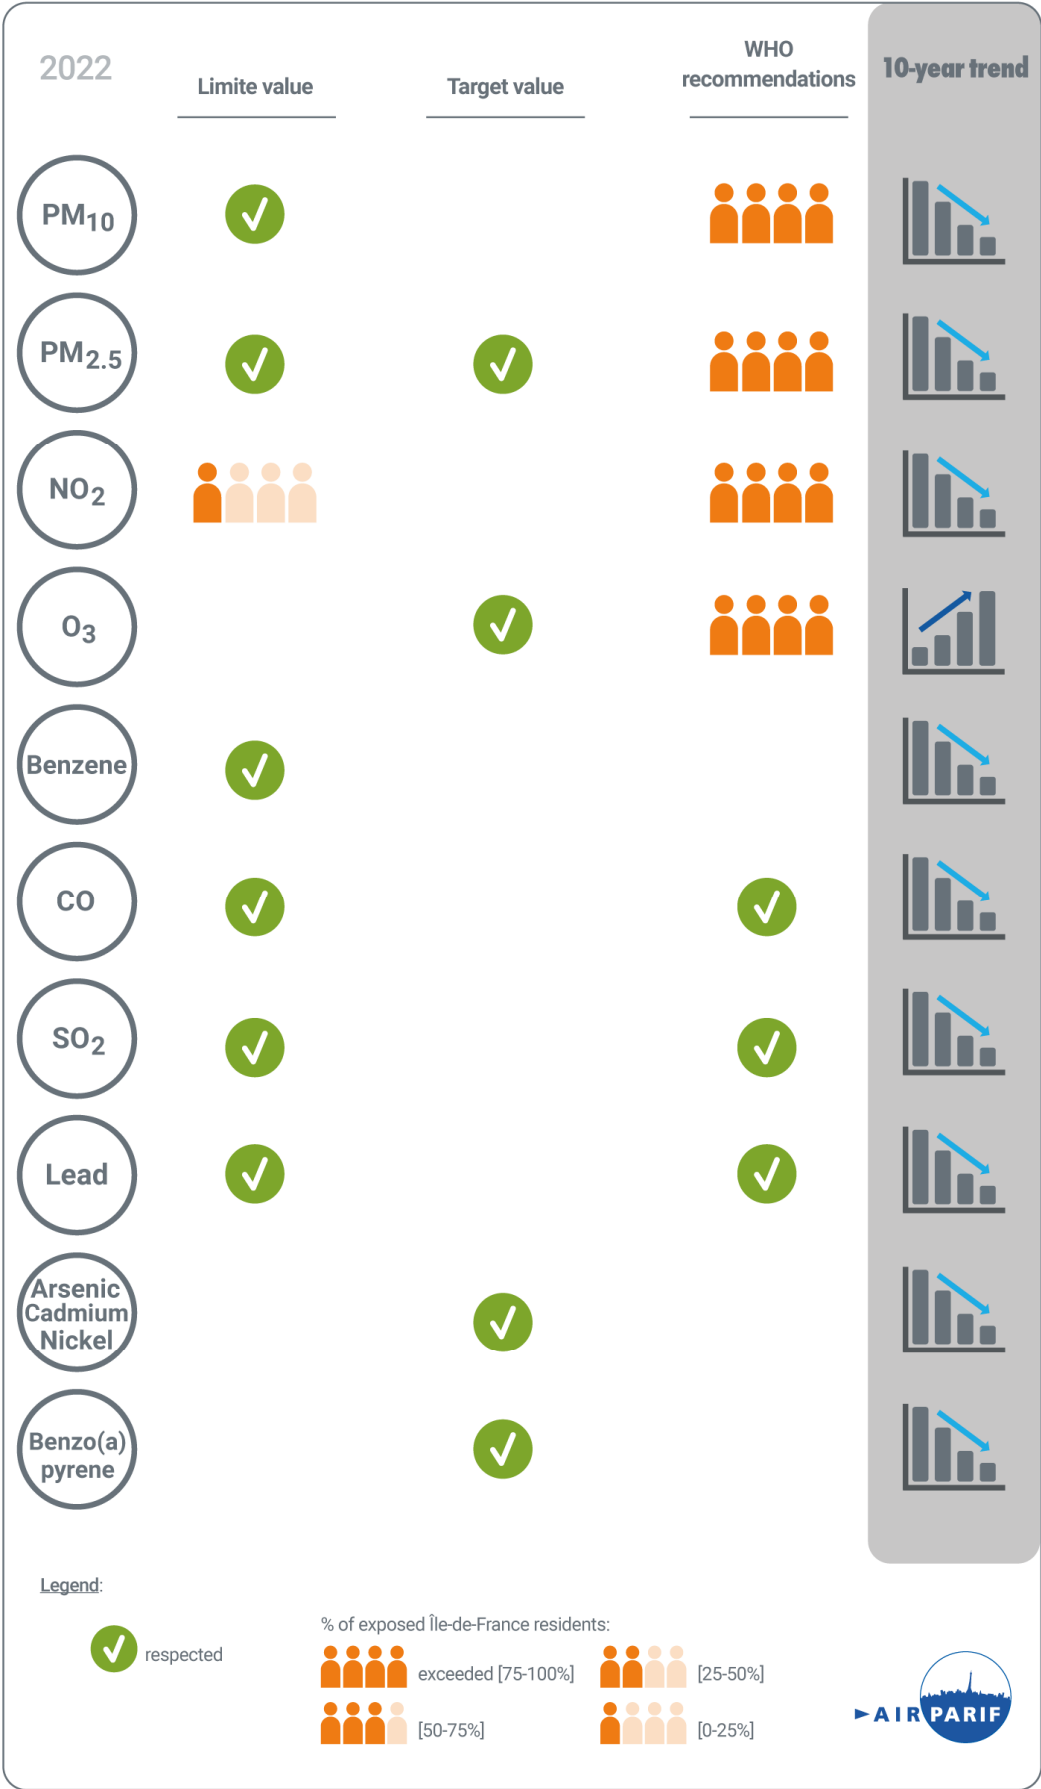 2022
Limite value
Target value
WHO
recommendations
10-year trend
PM10
PM2.5
NO2
O3
Benzene
CO
SO2
Lead
Arsenic
Cadmium
Nickel
Benzo(a)
pyrene
Legend:
respected
% of exposed Île-de-France residents:
exceeded [75-100%]
[25-50%]
[50-75%]
[0-25%]
AIRPARIF